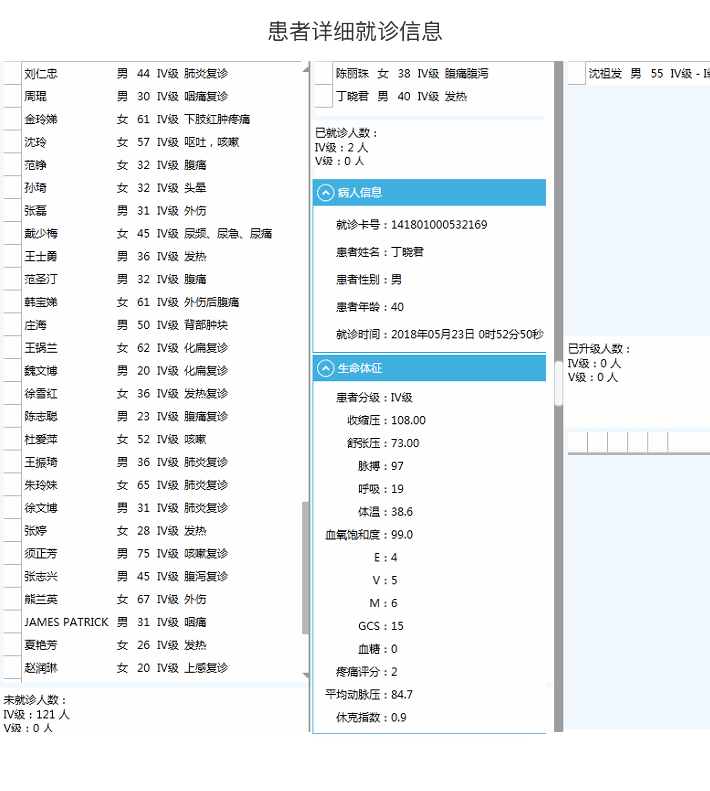 患者详细就诊信息
刘仁忠 男 44 IV级 肺炎复诊
周琨 男 30 IV级 咽痛复诊
金玲娣 女 61 IV级 下肢红肿疼痛
沈玲 女 57 IV级 呕吐，咳嗽
范峥 女 32 IV级 腹痛
孙琦 女 32 IV级 头晕
张磊 男 31 IV级 外伤
戴少梅 女 45 IV级 尿频、尿急、尿痛
王士勇 男 36 IV级 发热
范圣汀 男 32 IV级 腹痛
韩宝娣 女 61 IV级 外伤后腹痛
庄海 男 50 IV级 背部肿块
王锅兰 女 62 IV级 化扁复诊
魏文博 男 20 IV级 化扁复诊
徐雪红 女 36 IV级 发热复诊
陈志聪 男 23 IV级 腹痛复诊
杜爱萍 女 52 IV级 咳嗽
王振琦 男 36 IV级 肺炎复诊
朱玲妹 女 65 IV级 肺炎复诊
徐文博 男 31 IV级 肺炎复诊
张婷 女 28 IV级 发热
须正芳 男 75 IV级 咳嗽复诊
张志兴 男 45 IV级 腹泻复诊
熊兰英 女 67 IV级 外伤
JAMES PATRICK 男 31 IV级 咽痛
夏艳芳 女 26 IV级 发热
赵润琳 女 20 IV级 上感复诊
未就诊人数：
IV级：121 人
V级：0 人
陈丽珠 女 38 IV级 腹痛腹泻
丁晓君 男 40 IV级 发热
已就诊人数：
IV级：2 人
V级：0 人
病人信息
就诊卡号：141801000532169
患者姓名：丁晓君
患者性别：男
患者年龄：40
就诊时间：2018年05月23日 0时52分50秒
生命体征
患者分级：IV级
收缩压：108.00
舒张压：73.00
脉搏：97
呼吸：19
体温：38.6
血氧饱和度：99.0
E：4
V：5
M：6
GCS：15
血糖：0
疼痛评分：2
平均动脉压：84.7
休克指数：0.9
沈祖发 男 55 IV级 -
已升级人数：
IV级：0 人
V级：0 人